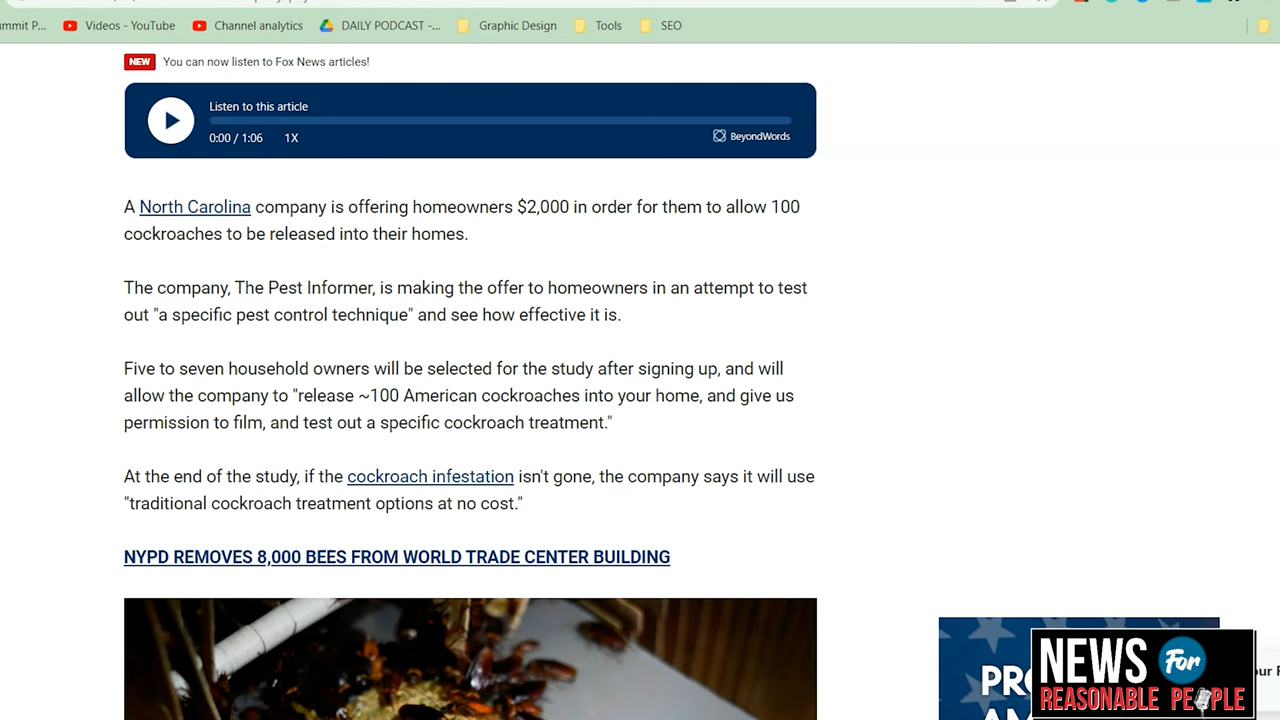 ummit P...
Videos - YouTube
Channel analytics
DAILY PODCAST -...
Graphic Design
Tools
SEO
NEW You can now listen to Fox News articles!
Listen to this article
0:00 / 1:06 1X
BeyondWords
A North Carolina company is offering homeowners $2,000 in order for them to allow 100
cockroaches to be released into their homes.
The company, The Pest Informer, is making the offer to homeowners in an attempt to test
out "a specific pest control technique" and see how effective it is.
Five to seven household owners will be selected for the study after signing up, and will
allow the company to "release ~100 American cockroaches into your home, and give us
permission to film, and test out a specific cockroach treatment."
At the end of the study, if the cockroach infestation isn't gone, the company says it will use
"traditional cockroach treatment options at no cost."
NYPD REMOVES 8,000 BEES FROM WORLD TRADE CENTER BUILDING
NEWS For
REASONABLE PEOPLE